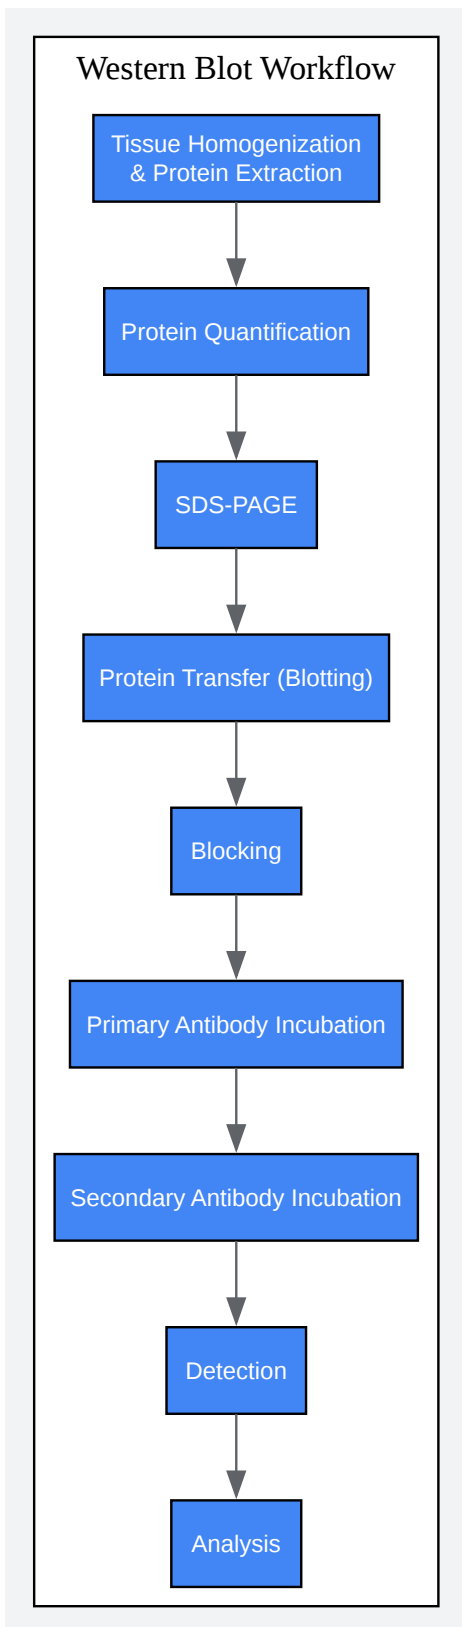 Western Blot Workflow
Tissue Homogenization
& Protein Extraction
Protein Quantification
SDS-PAGE
Protein Transfer (Blotting)
Blocking
Primary Antibody Incubation
Secondary Antibody Incubation
Detection
Analysis